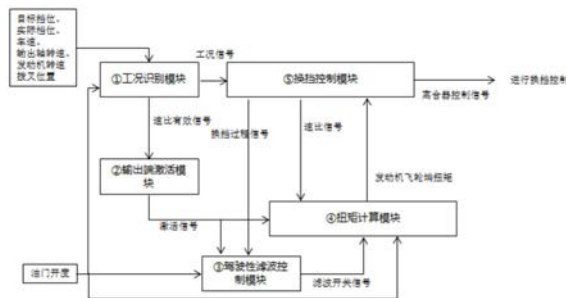 目标档位、
实际档位、
车速、
输出轴转速、
发动机转速
拨叉位置
①工况识别模块
工况信号
⑤换挡控制模块
进行换挡控制
离合器控制信号
速比有效信号
换挡过程信号
速比信号
②输出端激活模
块
发动机飞轮端扭矩
激活信号
④扭矩计算模块
油门开度
③驾驶性滤波控
制模块
滤波开关信号